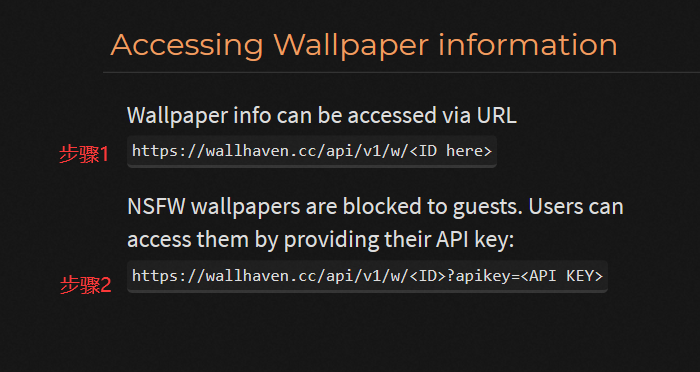 Accessing Wallpaper information
Wallpaper info can be accessed via URL
步骤1 https://wallhaven.cc/api/v1/w/<ID here>
NSFW wallpapers are blocked to guests. Users can
access them by providing their API key:
步骤2 https://wallhaven.cc/api/v1/w/<ID>?apikey=<API KEY>